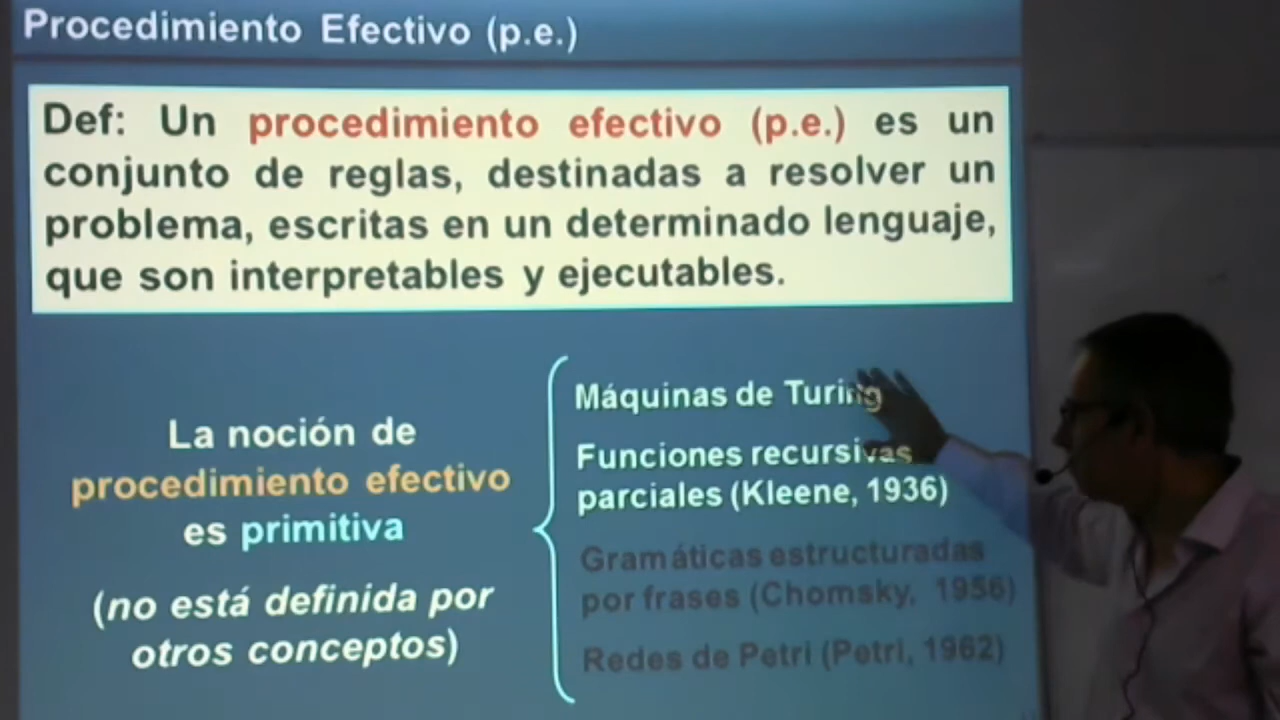 Procedimiento Efectivo (p.e.)
Def: Un procedimiento efectivo (p.e.) es un
conjunto de reglas, destinadas a resolver un
problema, escritas en un determinado lenguaje,
que son interpretables y ejecutables.
La noción de
procedimiento efectivo
es primitiva
(no está definida por
otros conceptos)
Máquinas de Turing
Funciones recursivas
parciales (Kleene, 1936)
Gramáticas estructuradas
por frases (Chomsky, 1956)
Redes de Petri (Petri, 1962)